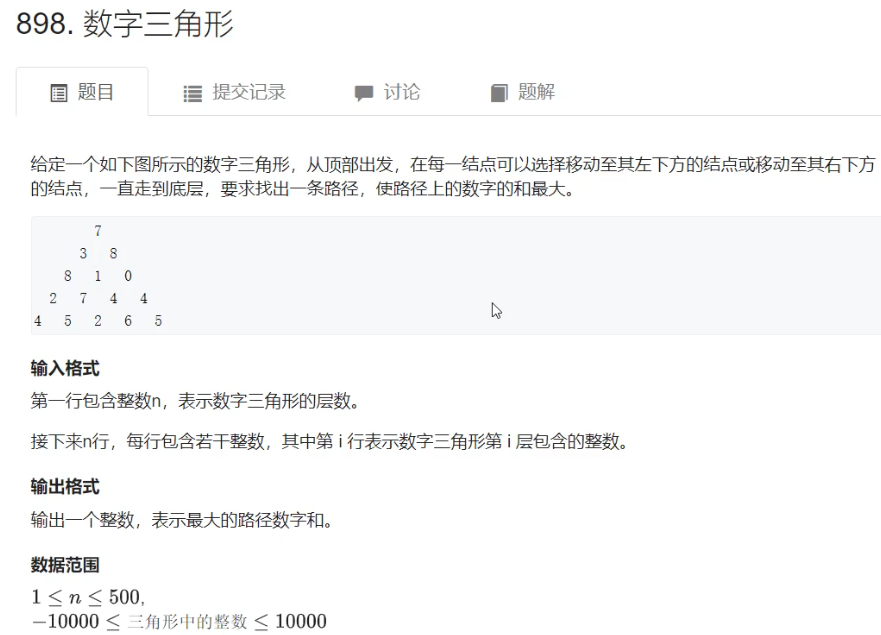 898. 数字三角形
题目 提交记录 讨论 题解
给定一个如下图所示的数字三角形，从顶部出发，在每一结点可以选择移动至其左下方的结点或移动至其右下方
的结点，一直走到底层，要求找出一条路径，使路径上的数字的和最大。
7
3 8
8 1 0
2 7 4 4
4 5 2 6 5
输入格式
第一行包含整数n，表示数字三角形的层数。
接下来n行，每行包含若干整数，其中第 i 行表示数字三角形第 i 层包含的整数。
输出格式
输出一个整数，表示最大的路径数字和。
数据范围
1 ≤ n ≤ 500,
−10000 ≤ 三角形中的整数 ≤ 10000